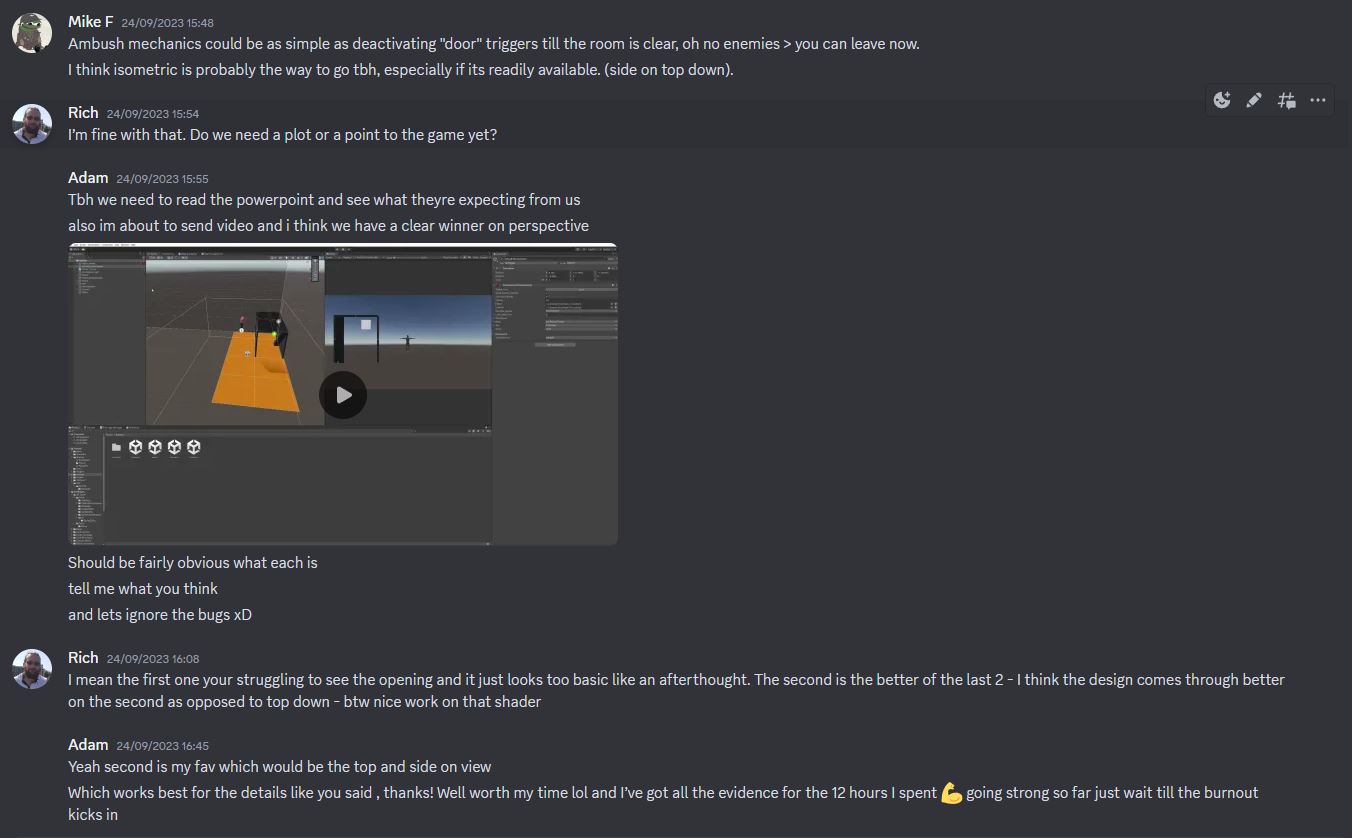 Mike F 24/09/2023 15:48
Ambush mechanics could be as simple as deactivating "door" triggers till the room is clear, oh no enemies > you can leave now.
I think isometric is probably the way to go tbh, especially if its readily available. (side on top down).
Rich 24/09/2023 15:54
I'm fine with that. Do we need a plot or a point to the game yet?
Adam 24/09/2023 15:55
Tbh we need to read the powerpoint and see what theyre expecting from us
also im about to send video and i think we have a clear winner on perspective
Should be fairly obvious what each is
tell me what you think
and lets ignore the bugs xD
Rich 24/09/2023 16:08
I mean the first one your struggling to see the opening and it just looks too basic like an afterthought. The second is the better of the last 2 - I think the design comes through better
on the second as opposed to top down - btw nice work on that shader
Adam 24/09/2023 16:45
Yeah second is my fav which would be the top and side on view
Which works best for the details like you said , thanks! Well worth my time lol and I've got all the evidence for the 12 hours I spent 💪 going strong so far just wait till the burnout
kicks in